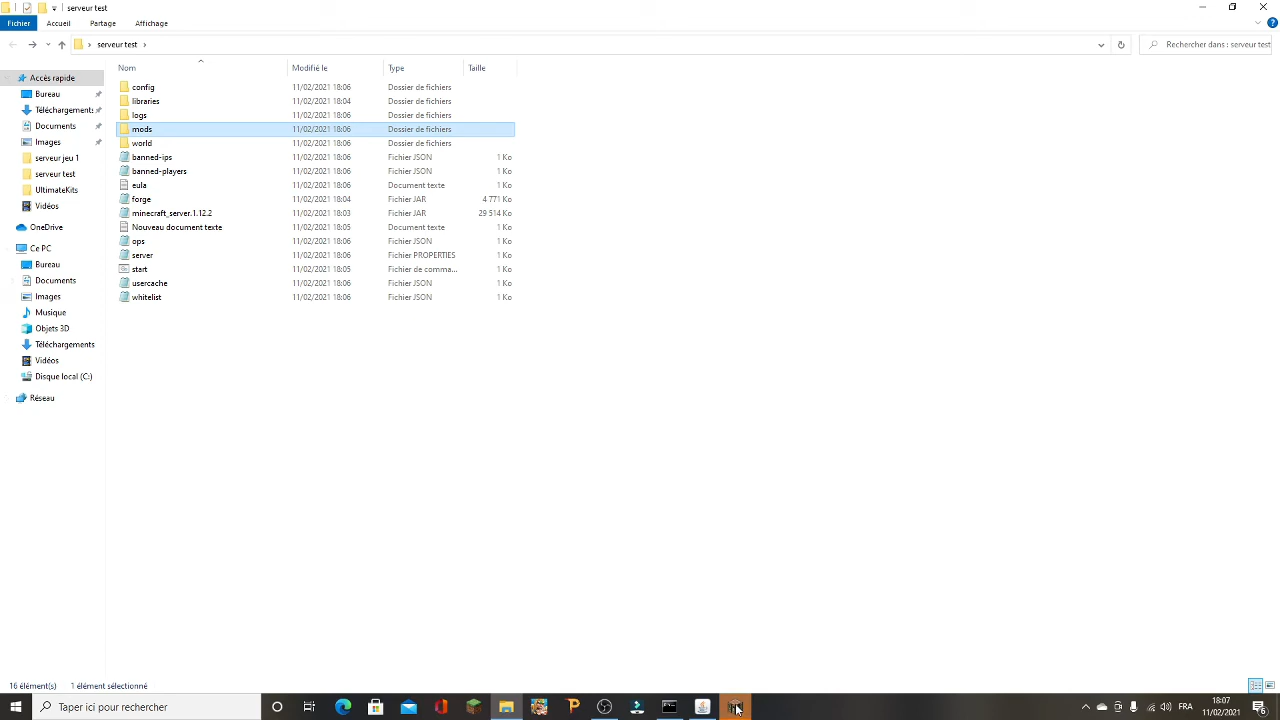 serveur test
Fichier Accueil Partage Affichage
serveur test
Rechercher dans : serveur test
Nom Modifié le Type Taille
Accès rapide
Bureau
Téléchargements
Documents
Images
serveur jeu 1
serveur test
UltimateKits
Vidéos
OneDrive
Ce PC
Bureau
Documents
Images
Musique
Objets 3D
Téléchargements
Vidéos
Disque local (C:)
Réseau
config 11/02/2021 18:06 Dossier de fichiers
libraries 11/02/2021 18:04 Dossier de fichiers
logs 11/02/2021 18:06 Dossier de fichiers
mods 11/02/2021 18:06 Dossier de fichiers
world 11/02/2021 18:06 Dossier de fichiers
banned-ips 11/02/2021 18:06 Fichier JSON 1 Ko
banned-players 11/02/2021 18:06 Fichier JSON 1 Ko
eula 11/02/2021 18:06 Document texte 1 Ko
forge 11/02/2021 18:04 Fichier JAR 4 771 Ko
minecraft_server.1.12.2 11/02/2021 18:03 Fichier JAR 29 514 Ko
Nouveau document texte 11/02/2021 18:05 Document texte 1 Ko
ops 11/02/2021 18:06 Fichier JSON 1 Ko
server 11/02/2021 18:06 Fichier PROPERTIES 1 Ko
start 11/02/2021 18:05 Fichier de comma... 1 Ko
usercache 11/02/2021 18:06 Fichier JSON 1 Ko
whitelist 11/02/2021 18:06 Fichier JSON 1 Ko
16 élément(s) 1 élément sélectionné
Taper ici pour rechercher
FRA
18:07
11/02/2021
6